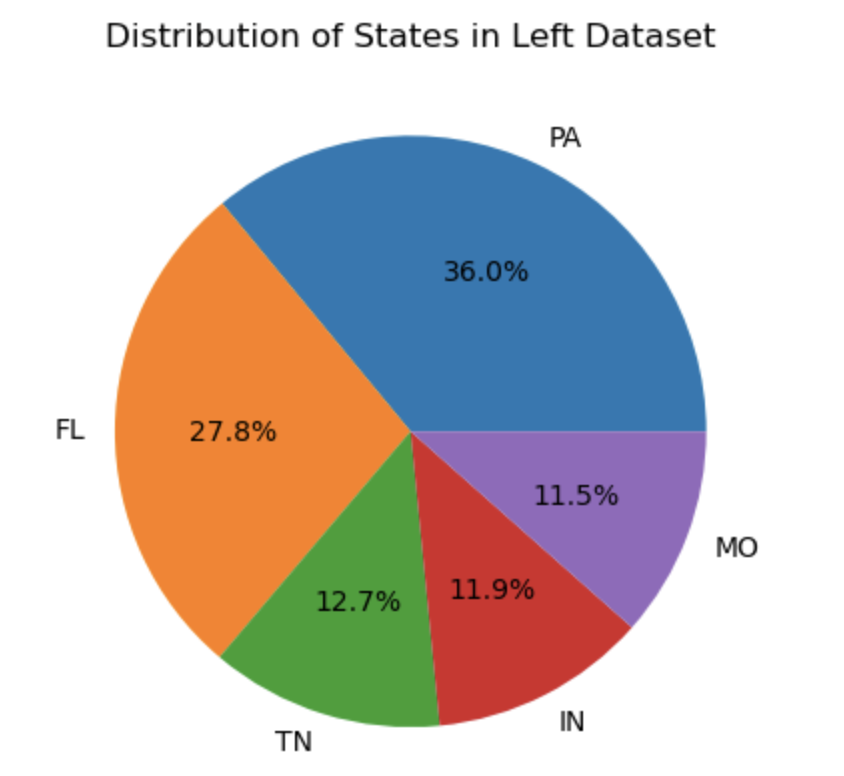 Distribution of States in Left Dataset
PA
36.0%
FL
27.8%
11.5%
MO
12.7%
11.9%
TN
IN